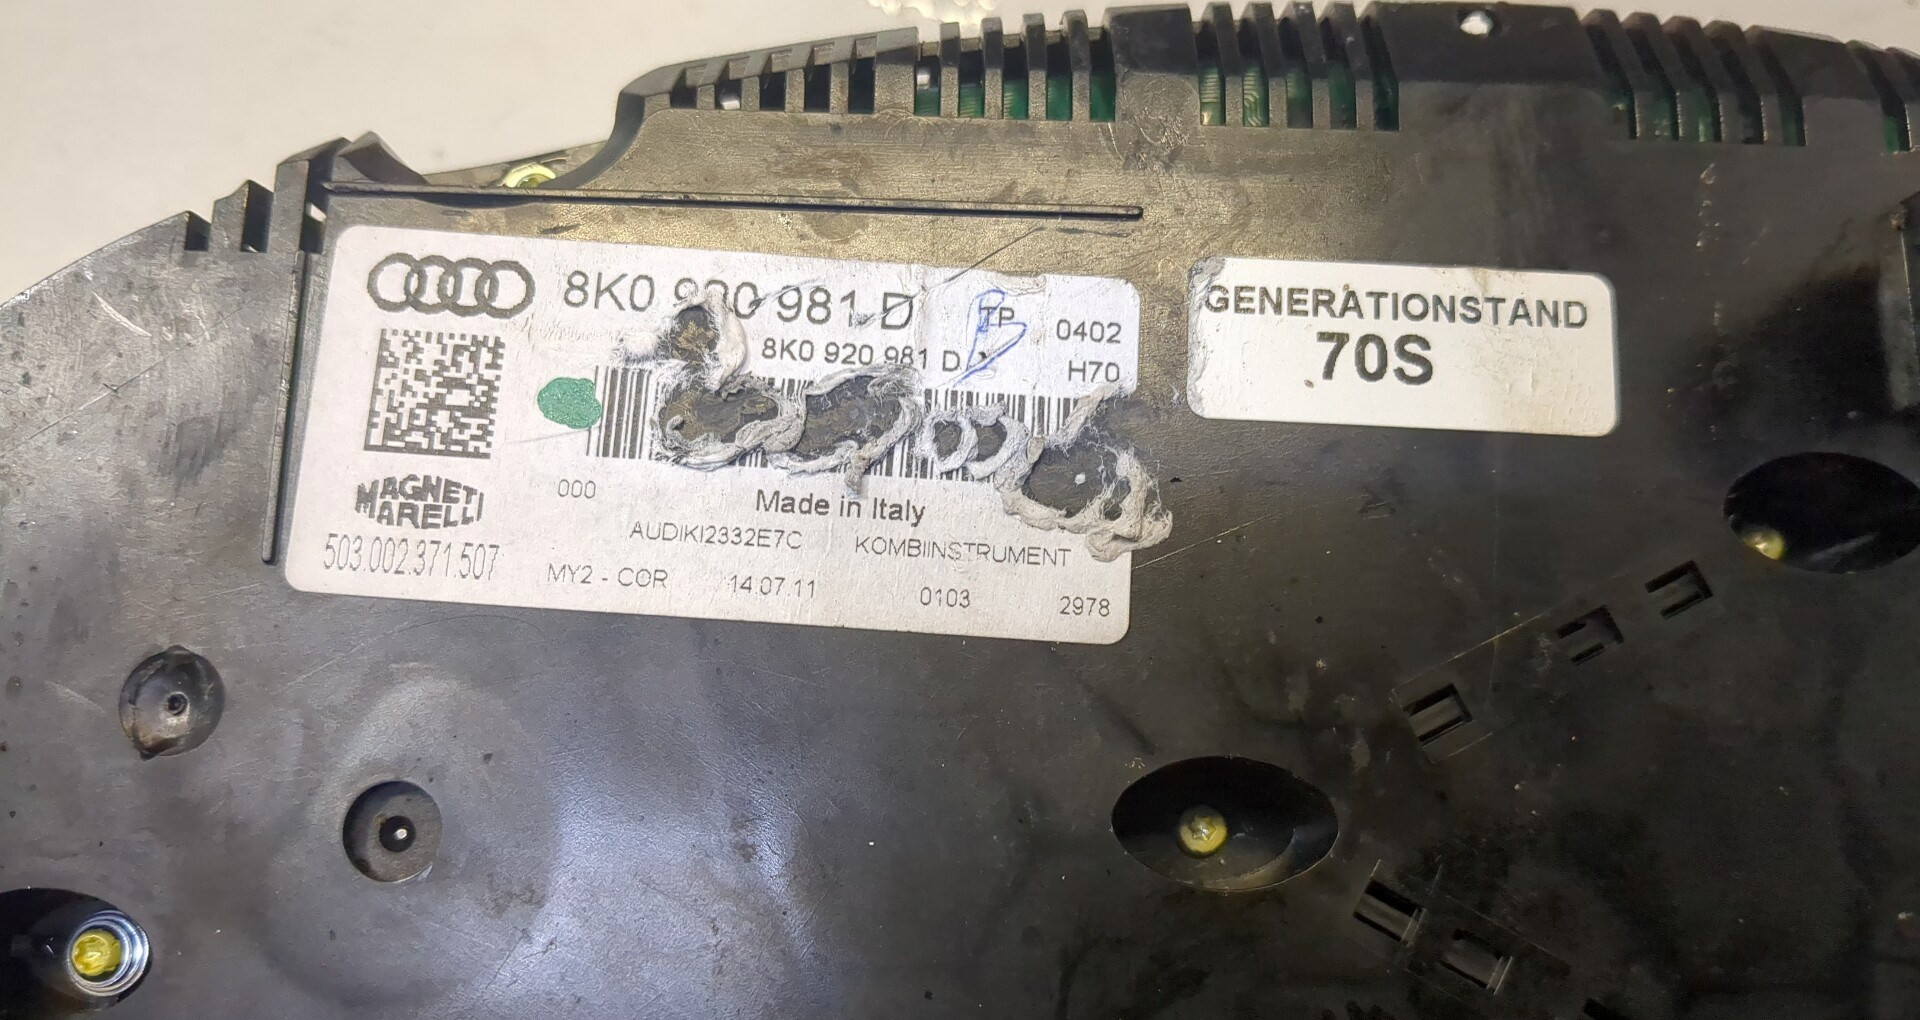 8K0 920 981 D
TP
0402
8K0 920 981 D
H70
MAGNETI
MARELLI
000
Made in Italy
AUDIKI2332E7C KOMBIINSTRUMENT
503.002.371.507
MY2 - COR 14.07.11 0103 2978
GENERATIONSTAND
70S